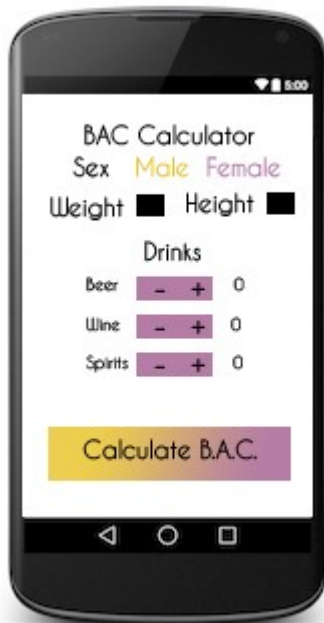 5:00
BAC Calculator
Sex Male Female
Weight Height
Drinks
Beer - + 0
Wine - + 0
Spirits - + 0
Calculate B.A.C.